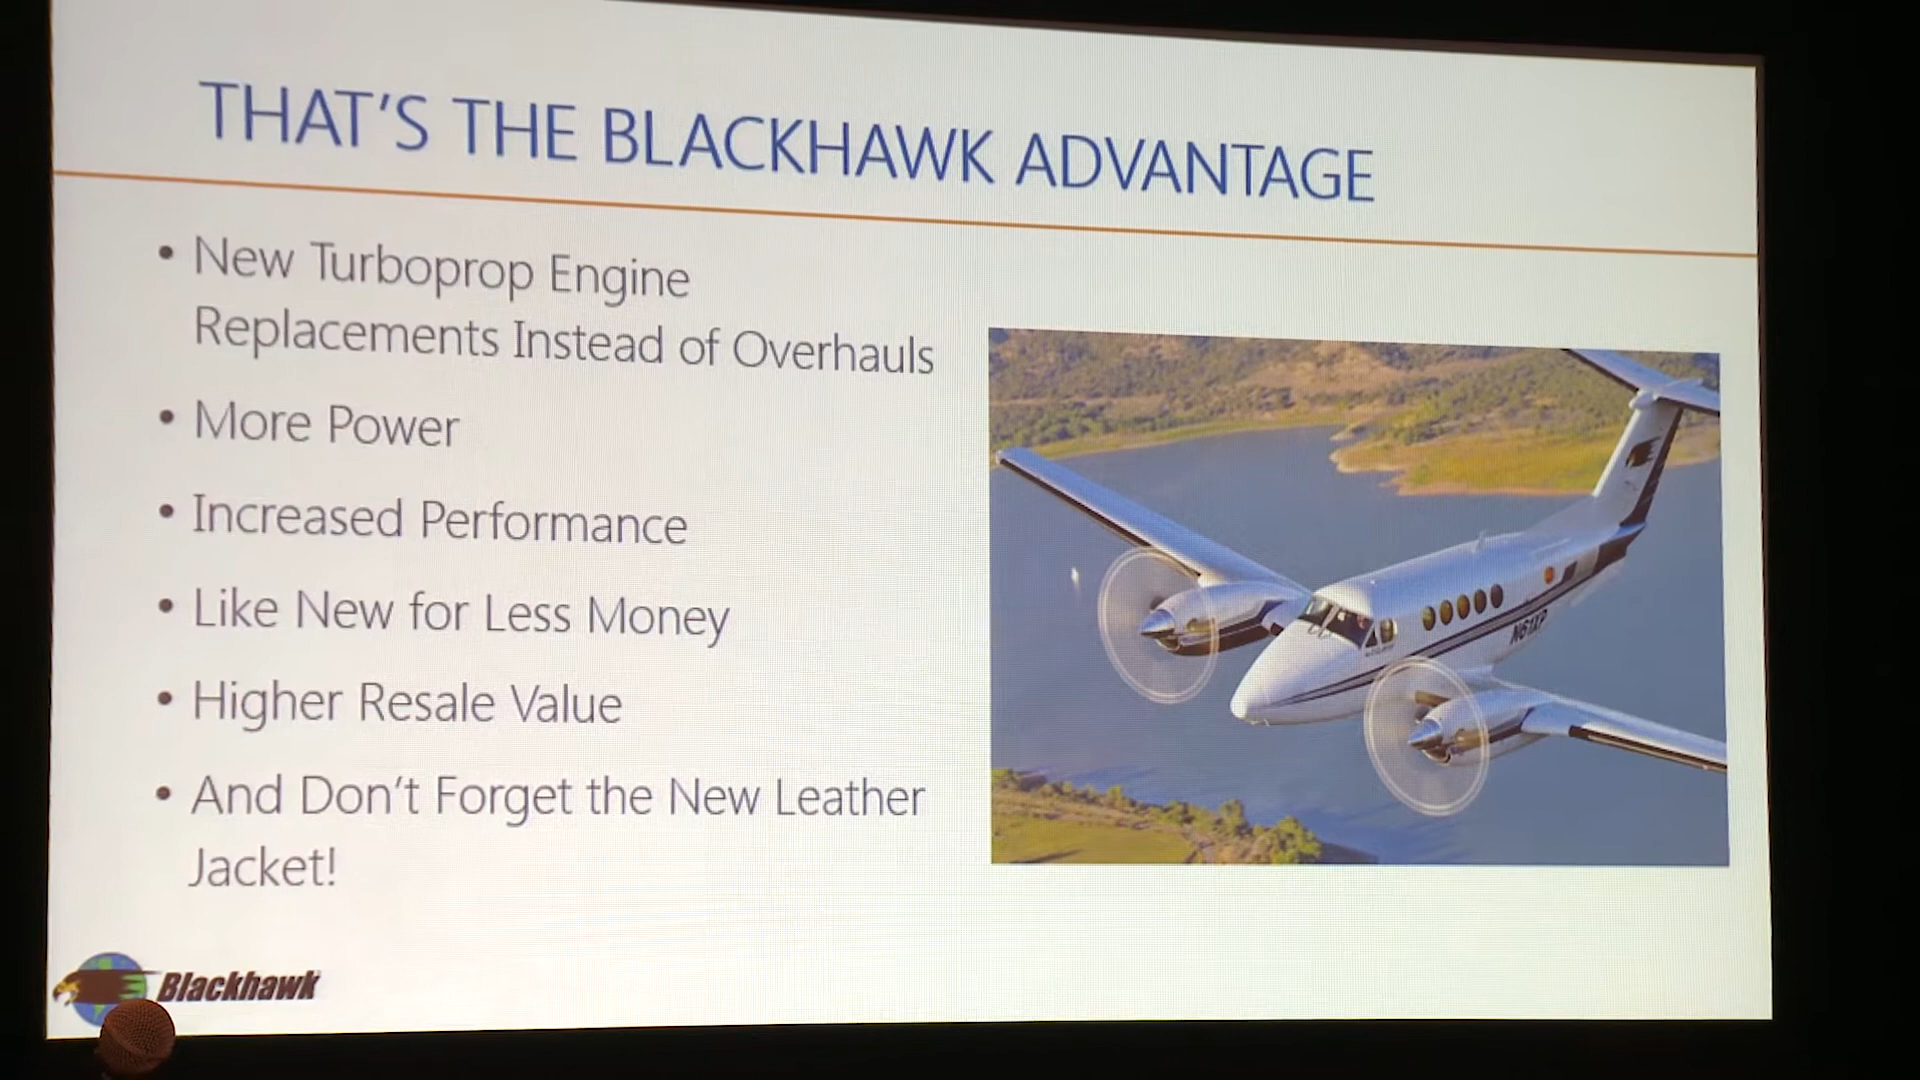 THAT'S THE BLACKHAWK ADVANTAGE
• New Turboprop Engine
Replacements Instead of Overhauls
• More Power
• Increased Performance
• Like New for Less Money
• Higher Resale Value
• And Don't Forget the New Leather
Jacket!
N61XP
Blackhawk